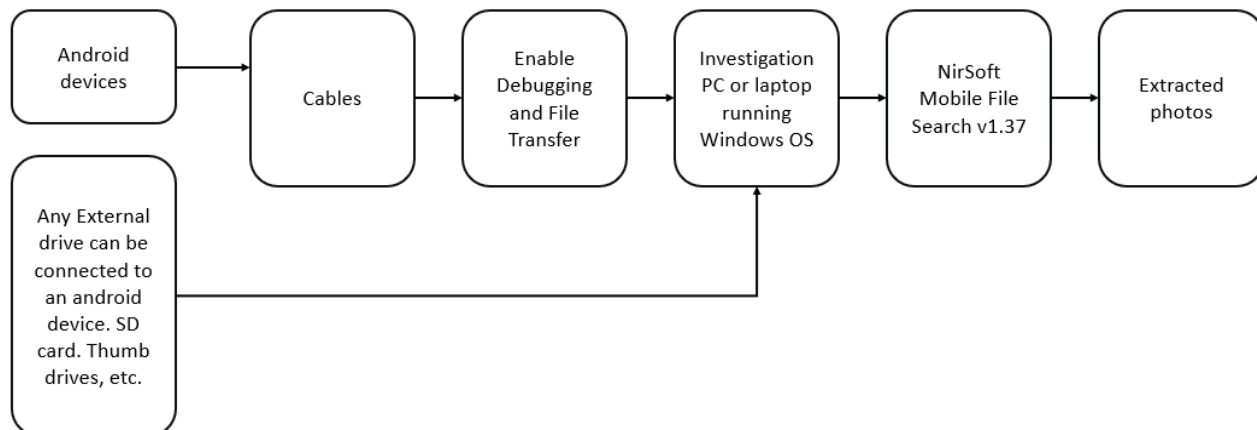 Android
devices
Cables
Enable
Debugging
and File
Transfer
Investigation
PC or laptop
running
Windows OS
NirSoft
Mobile File
Search v1.37
Extracted
photos
Any External
drive can be
connected to
an android
device. SD
card. Thumb
drives, etc.